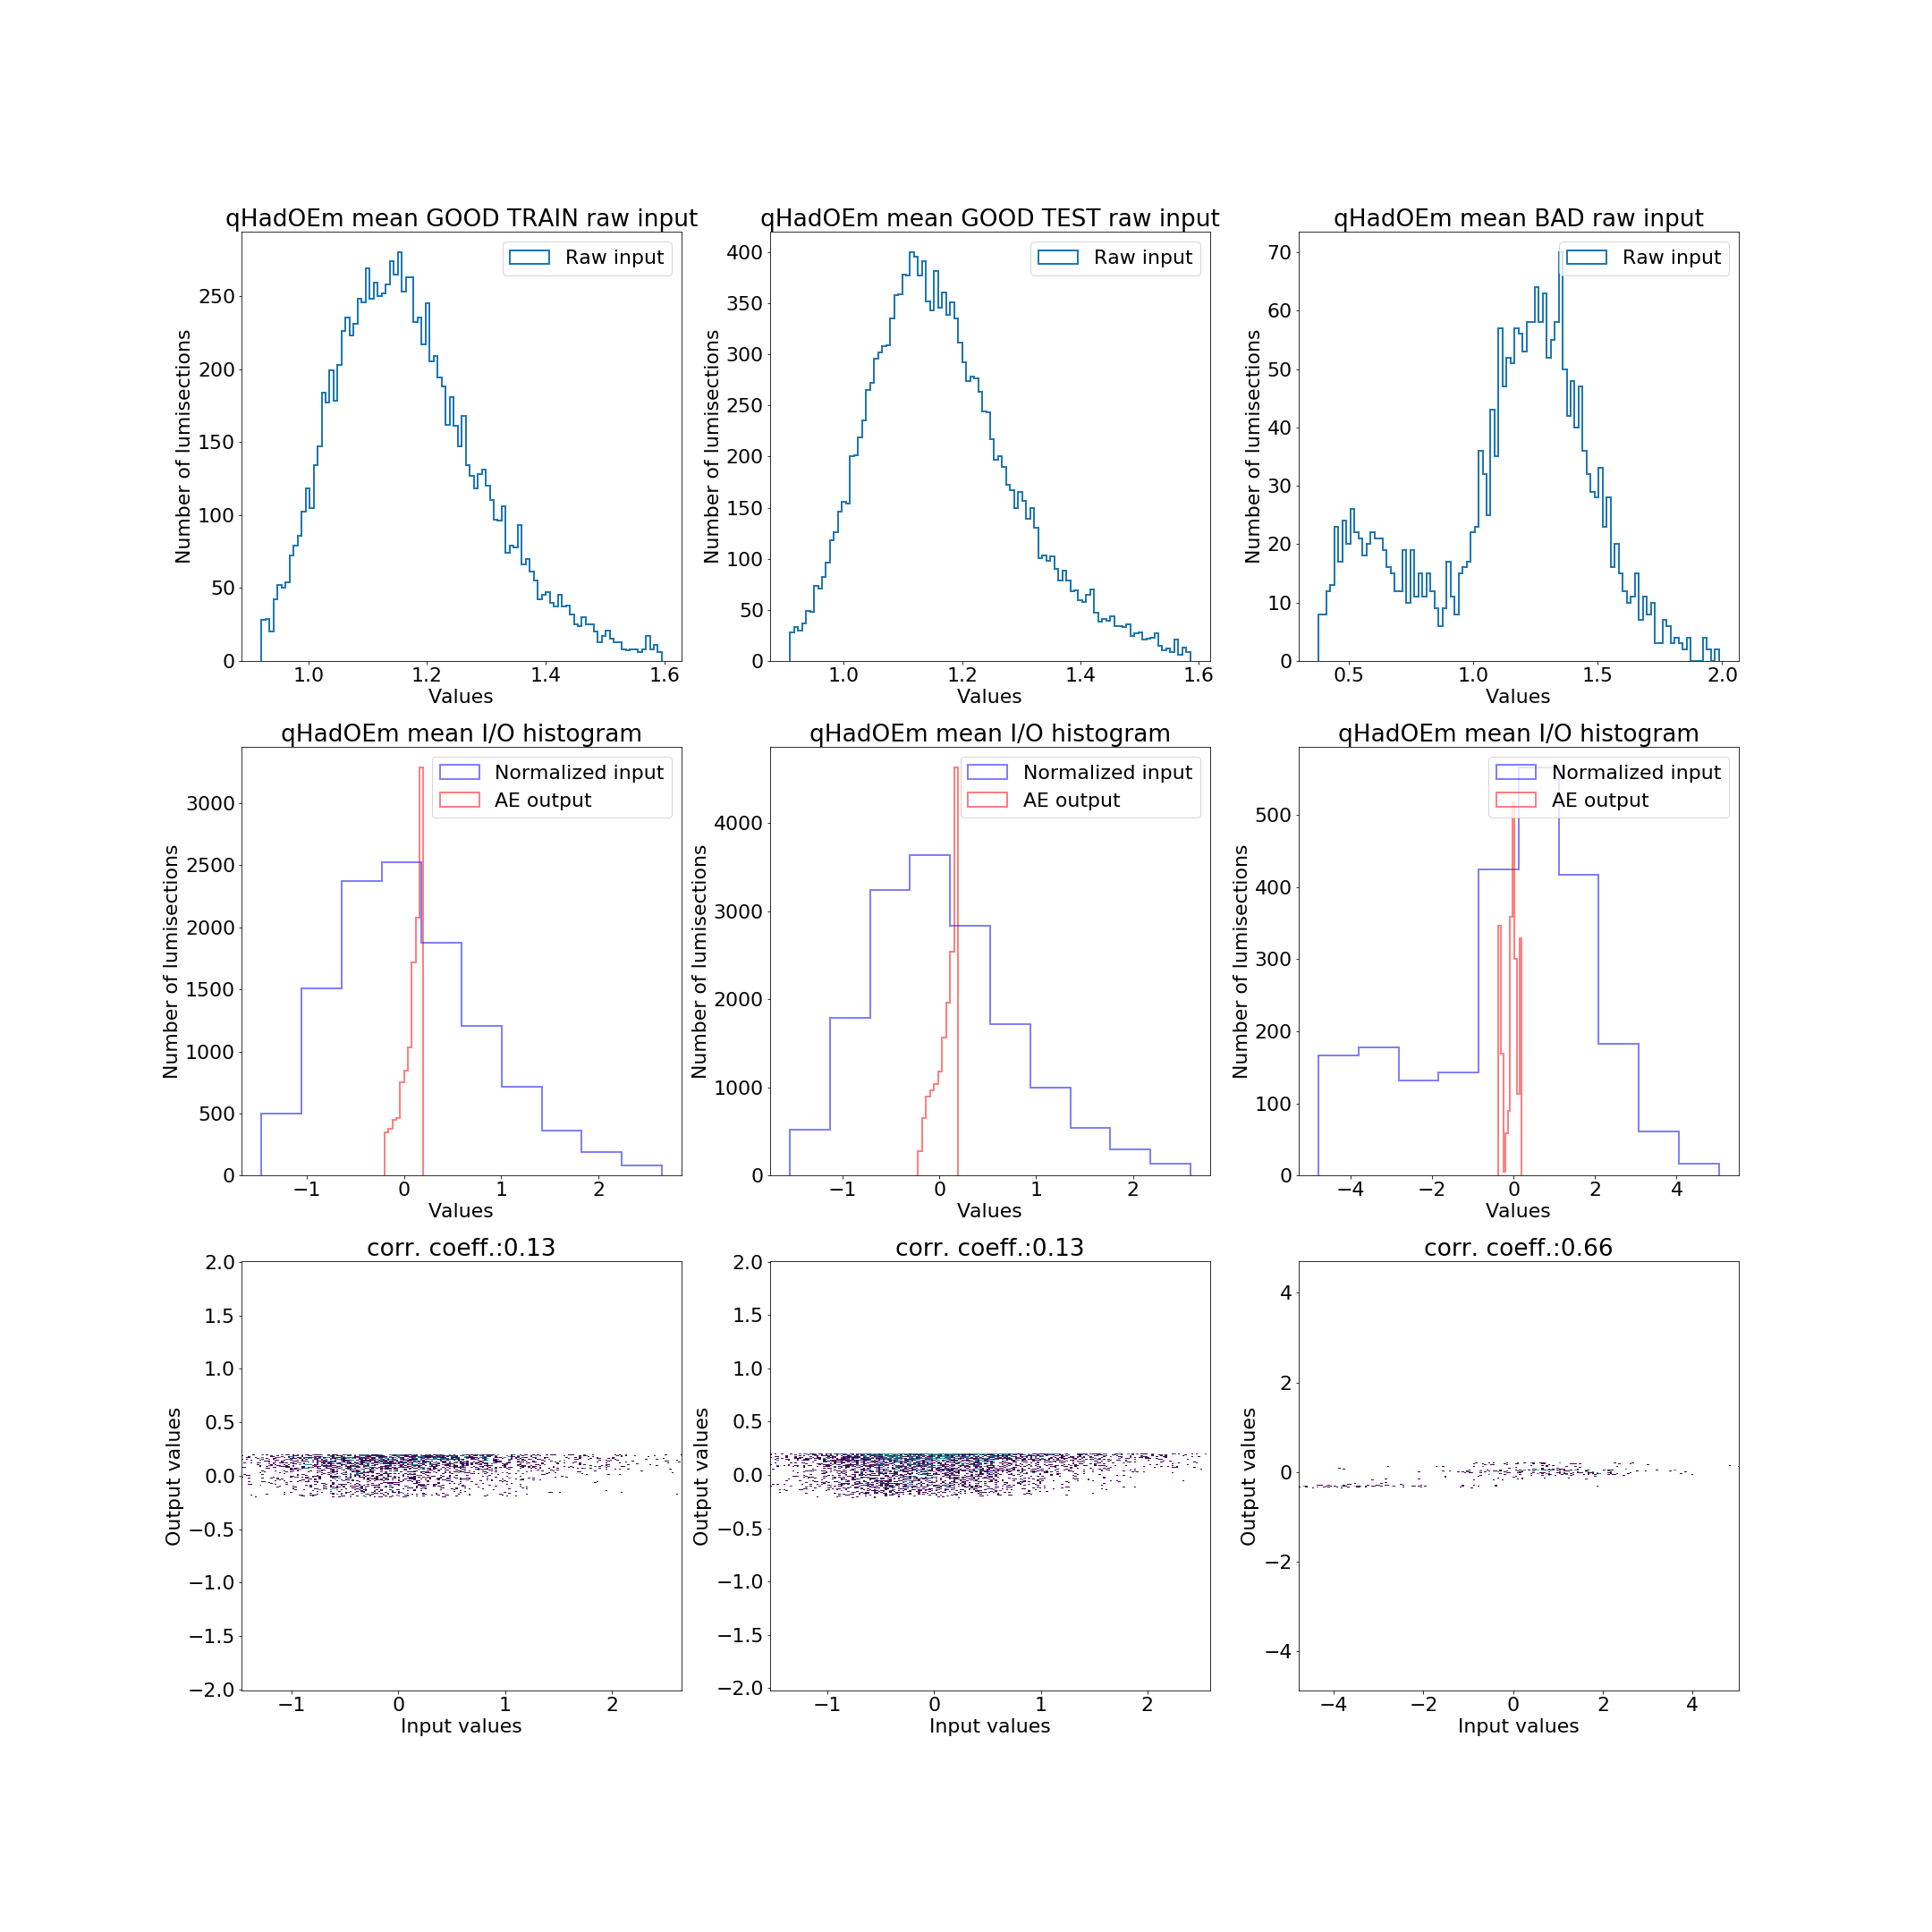 qHadOEm mean GOOD TRAIN raw input
Raw input
Number of lumisections
0
50
100
150
200
250
1.0
1.2
1.4
1.6
Values
qHadOEm mean GOOD TEST raw input
Raw input
Number of lumisections
0
50
100
150
200
250
300
350
400
1.0
1.2
1.4
1.6
Values
qHadOEm mean BAD raw input
Raw input
Number of lumisections
0
10
20
30
40
50
60
70
0.5
1.0
1.5
2.0
Values
qHadOEm mean I/O histogram
Normalized input
AE output
Number of lumisections
0
500
1000
1500
2000
2500
3000
−1
0
1
2
Values
qHadOEm mean I/O histogram
Normalized input
AE output
Number of lumisections
0
1000
2000
3000
4000
−1
0
1
2
Values
qHadOEm mean I/O histogram
Normalized input
AE output
Number of lumisections
0
100
200
300
400
500
−4
−2
0
2
4
Values
corr. coeff.:0.13
Output values
2.0
1.5
1.0
0.5
0.0
−0.5
−1.0
−1.5
−2.0
−1
0
1
2
Input values
corr. coeff.:0.13
Output values
2.0
1.5
1.0
0.5
0.0
−0.5
−1.0
−1.5
−2.0
−1
0
1
2
Input values
corr. coeff.:0.66
Output values
4
2
0
−2
−4
−4
−2
0
2
4
Input values